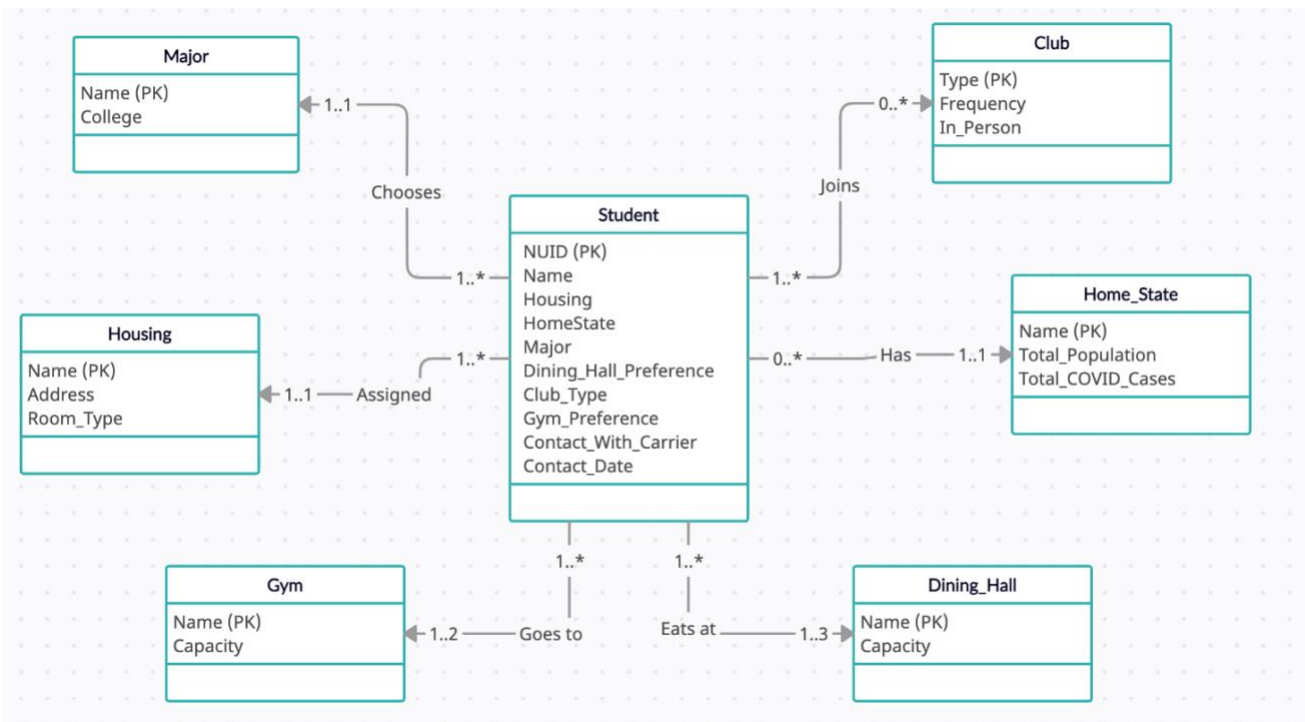 Major
Name (PK)
College
1..1
Chooses
1..*
Club
Type (PK)
Frequency
In_Person
0..*
Joins
1..*
Student
NUID (PK)
Name
Housing
HomeState
Major
Dining_Hall_Preference
Club_Type
Gym_Preference
Contact_With_Carrier
Contact_Date
Housing
Name (PK)
Address
Room_Type
1..1
Assigned
1..*
Home_State
Name (PK)
Total_Population
Total_COVID_Cases
0..*
Has
1..1
Gym
Name (PK)
Capacity
1..2
Goes to
1..*
Dining_Hall
Name (PK)
Capacity
1..*
Eats at
1..3